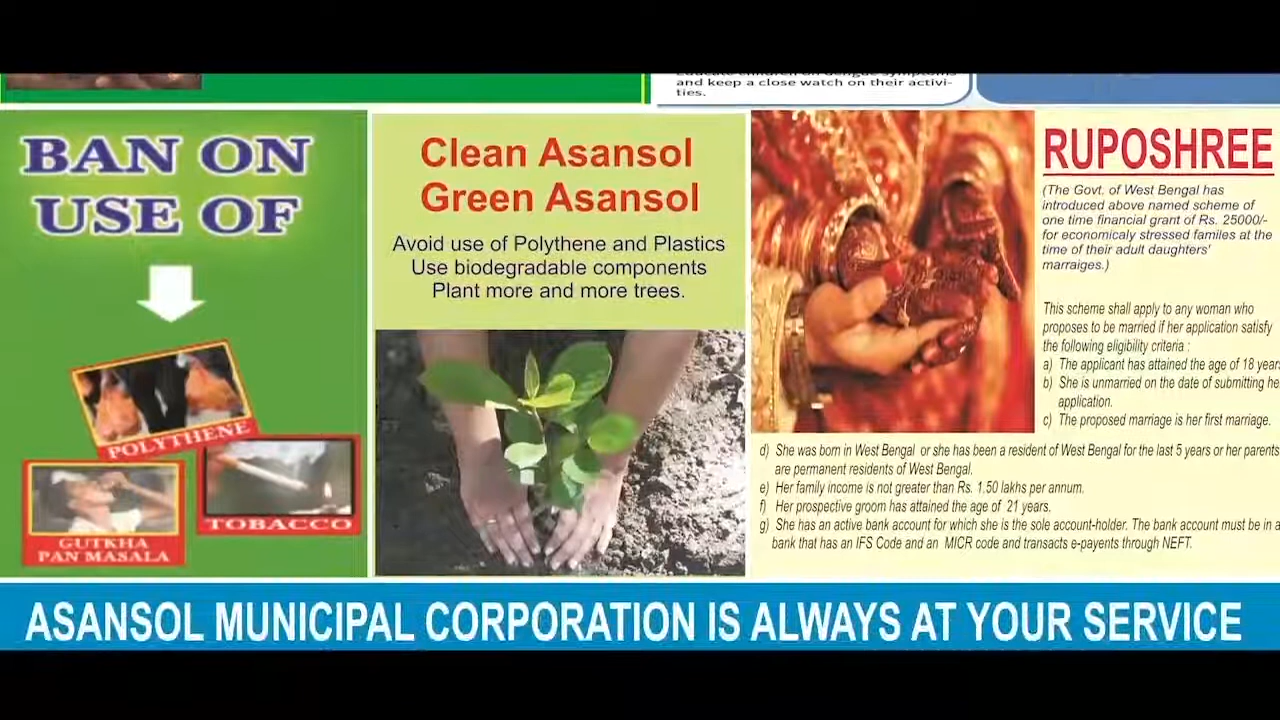 Educate children on dengue symptoms
and keep a close watch on their activi-
ties.
BAN ON
USE OF
POLYTHENE
TOBACCO
GUTKHA
PAN MASALA
Clean Asansol
Green Asansol
Avoid use of Polythene and Plastics
Use biodegradable components
Plant more and more trees.
RUPOSHREE
(The Govt. of West Bengal has
introduced above named scheme of
one time financial grant of Rs. 25000/-
for economicaly stressed familes at the
time of their adult daughters'
marraiges.)
This scheme shall apply to any woman who
proposes to be married if her application satisfy
the following eligibility criteria :
a) The applicant has attained the age of 18 years
b) She is unmarried on the date of submitting he
application.
c) The proposed marriage is her first marriage.
d) She was born in West Bengal or she has been a resident of West Bengal for the last 5 years or her parents
are permanent residents of West Bengal.
e) Her family income is not greater than Rs. 1.50 lakhs per annum.
f) Her prospective groom has attained the age of 21 years.
g) She has an active bank account for which she is the sole account-holder. The bank account must be in a
bank that has an IFS Code and an MICR code and transacts e-payents through NEFT.
ASANSOL MUNICIPAL CORPORATION IS ALWAYS AT YOUR SERVICE